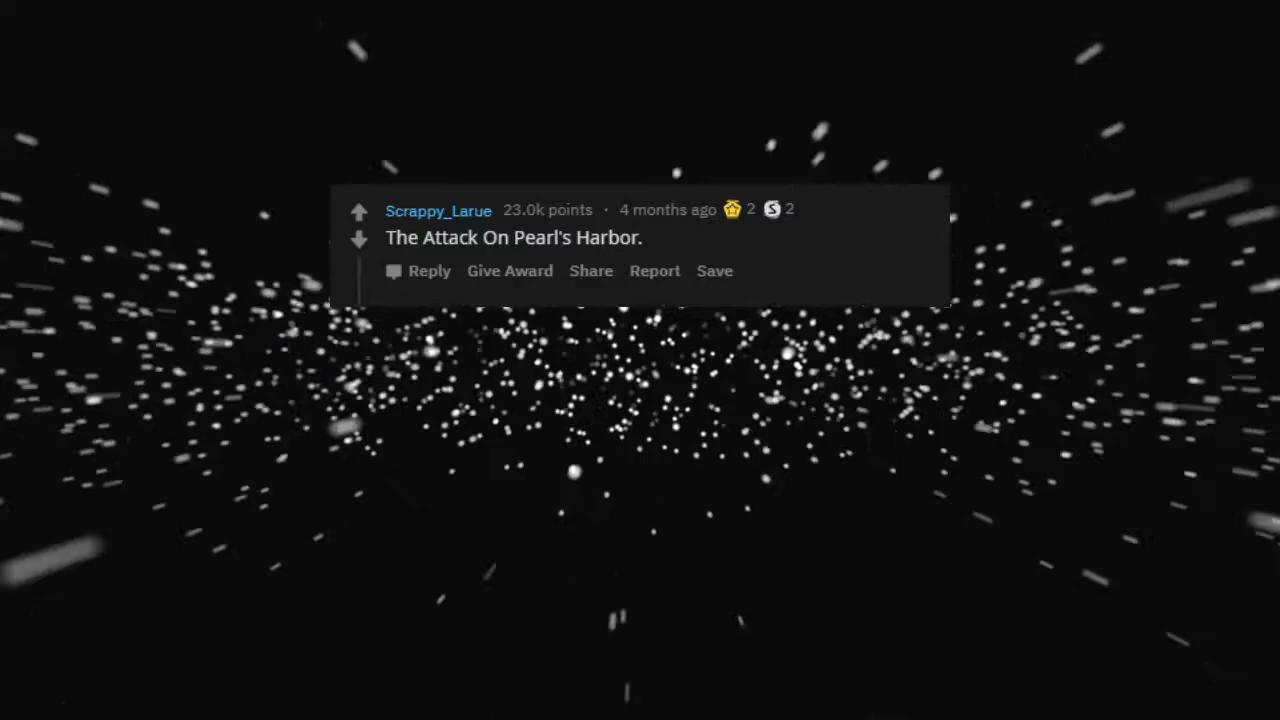 Scrappy_Larue 23.0k points · 4 months ago 2 2
The Attack On Pearl's Harbor.
Reply Give Award Share Report Save